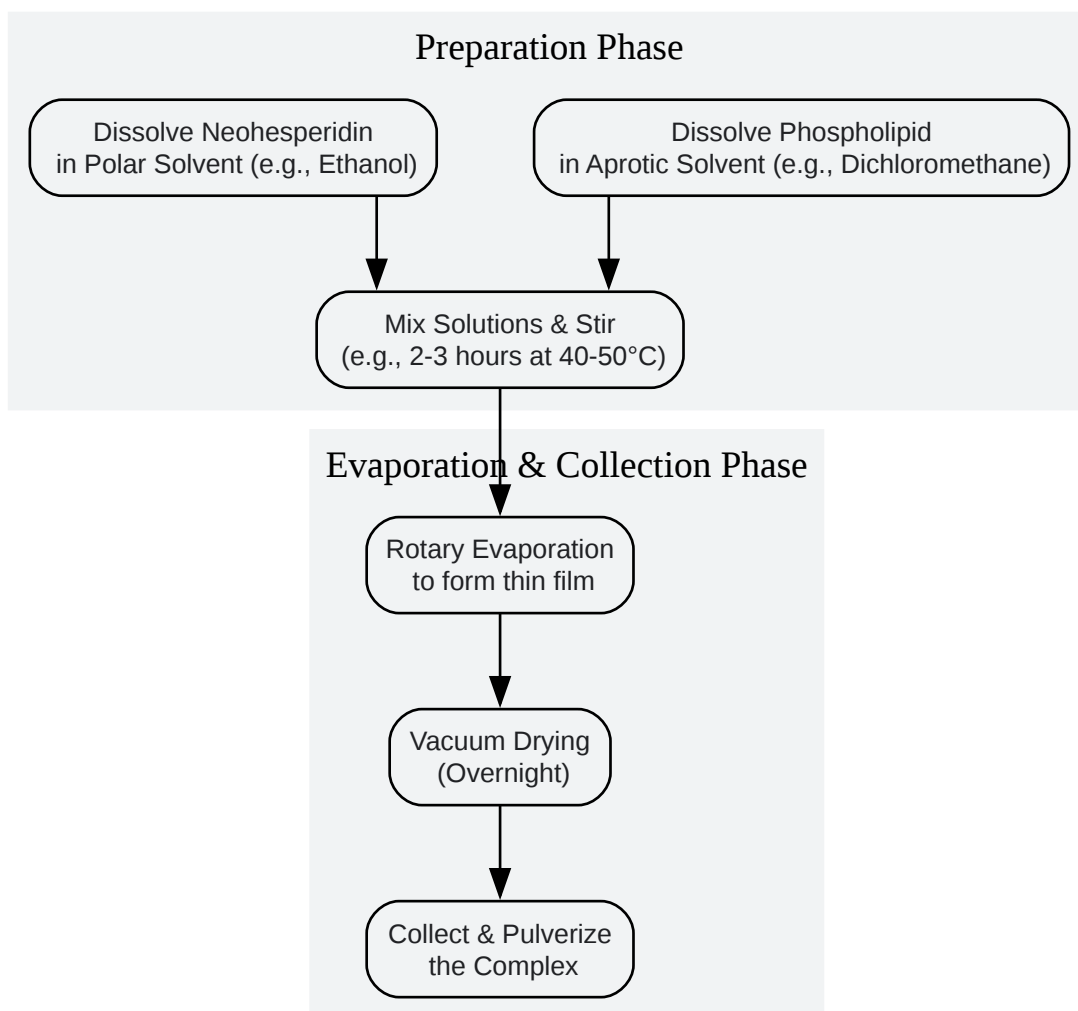 Preparation Phase
Dissolve Neohesperidin
in Polar Solvent (e.g., Ethanol)
Dissolve Phospholipid
in Aprotic Solvent (e.g., Dichloromethane)
Mix Solutions & Stir
(e.g., 2-3 hours at 40-50°C)
Evaporation & Collection Phase
Rotary Evaporation
to form thin film
Vacuum Drying
(Overnight)
Collect & Pulverize
the Complex